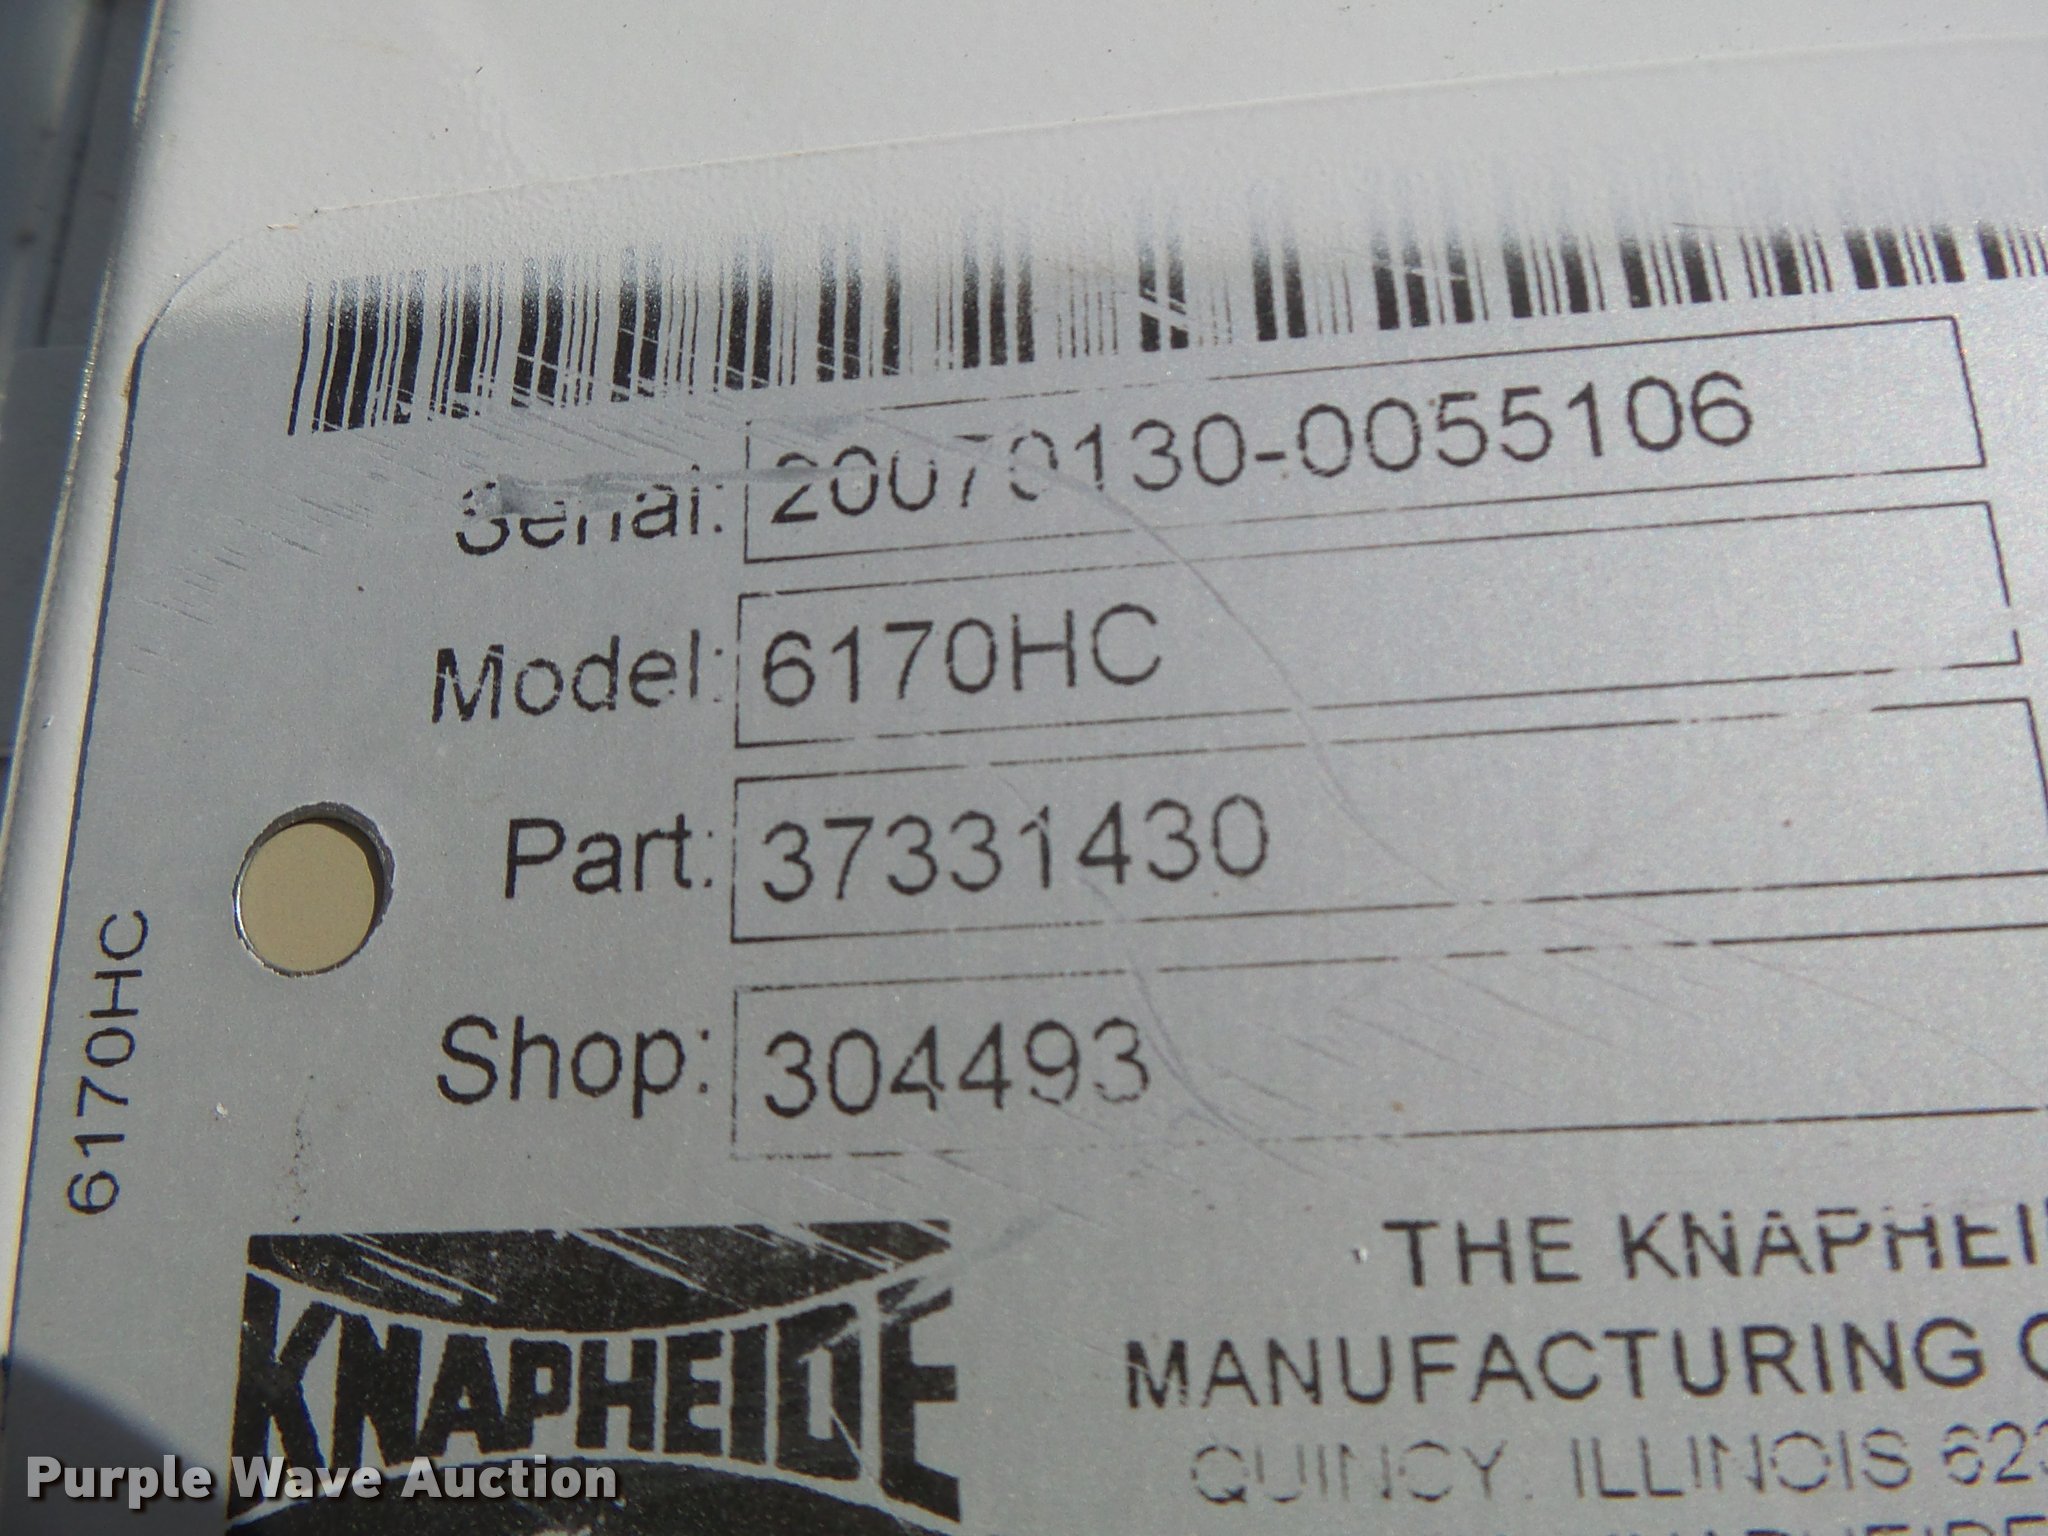 Serial: 20070130-0055106
Model: 6170HC
Part: 37331430
Shop: 304493
6170HC
KNAPHEIDE
THE KNAPHEI
MANUFACTURING C
QUINCY, ILLINOIS 623
Purple Wave Auction